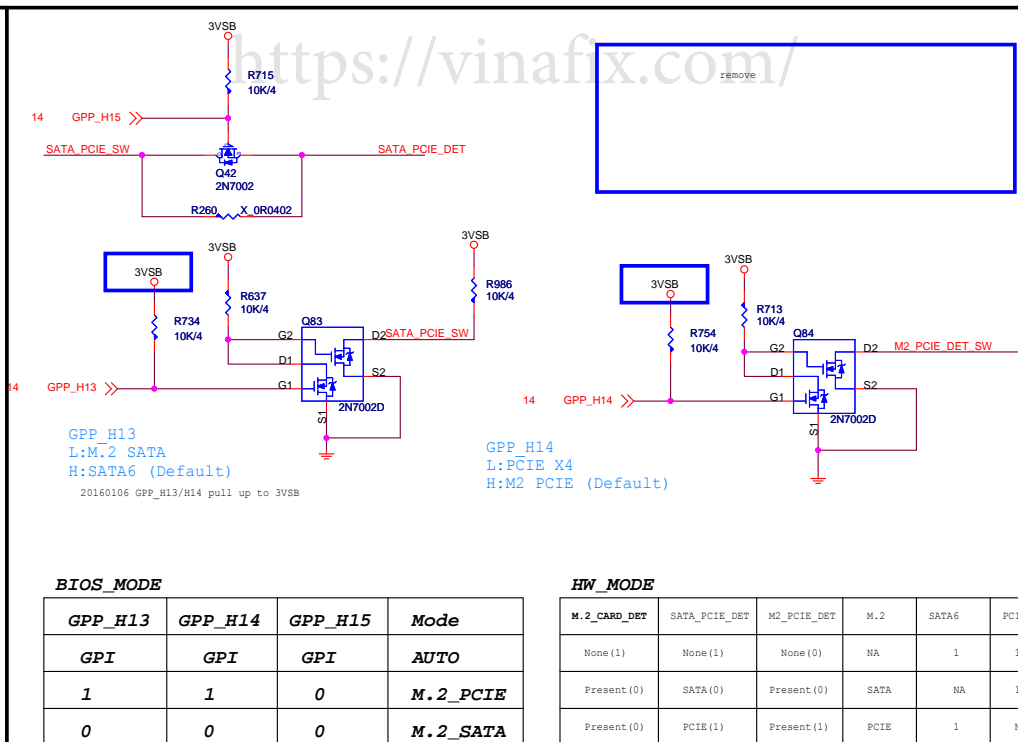 https://vinafix.com/
3VSB
R715
10K/4
remove
14 GPP_H15
SATA_PCIE_SW
SATA_PCIE_DET
Q42
2N7002
R260 X_0R0402
3VSB
3VSB
3VSB
R734
10K/4
R637
10K/4
R986
10K/4
Q83
G2
D2
SATA_PCIE_SW
D1
S2
G1
S1
2N7002D
14 GPP_H13
GPP_H13
L:M.2 SATA
H:SATA6 (Default)
20160106 GPP_H13/H14 pull up to 3VSB
3VSB
3VSB
R754
10K/4
R713
10K/4
Q84
G2
D2
M2_PCIE_DET_SW
D1
S2
G1
S1
2N7002D
14 GPP_H14
GPP_H14
L:PCIE X4
H:M2 PCIE (Default)
BIOS_MODE
GPP_H13 GPP_H14 GPP_H15 Mode
GPI GPI GPI AUTO
1 1 0 M.2_PCIE
0 0 0 M.2_SATA
HW_MODE
M.2_CARD_DET SATA_PCIE_DET M2_PCIE_DET M.2 SATA6
None(1) None(1) None(0) NA 1
Present(0) SATA(0) Present(0) SATA NA
Present(0) PCIE(1) Present(1) PCIE 1